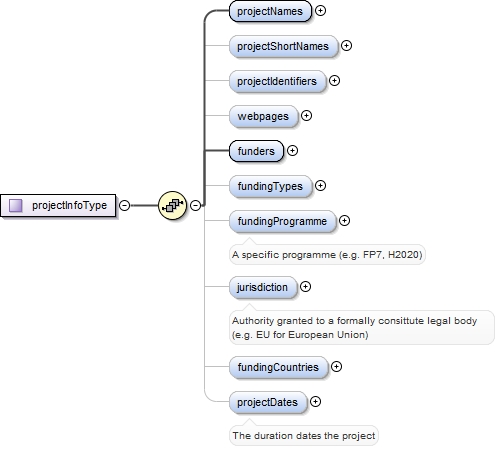 projectNames
projectShortNames
projectIdentifiers
webpages
funders
projectInfoType
fundingTypes
fundingProgramme
A specific programme (e.g. FP7, H2020)
jurisdiction
Authority granted to a formally consittute legal body
(e.g. EU for European Union)
fundingCountries
projectDates
The duration dates the project